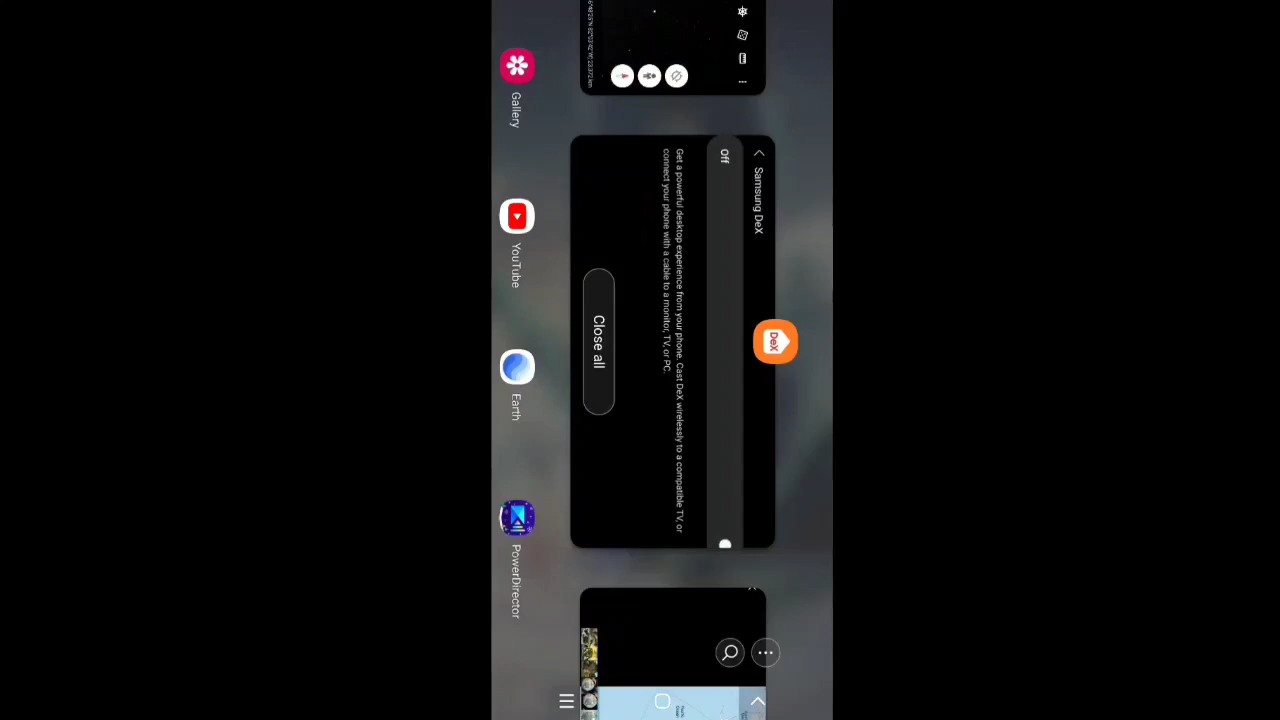 Samsung DeX
Off
Get a powerful desktop experience from your phone. Cast DeX wirelessly to a compatible TV, or
connect your phone with a cable to a monitor, TV, or PC.
DeX
Close all
Gallery
YouTube
Earth
PowerDirector